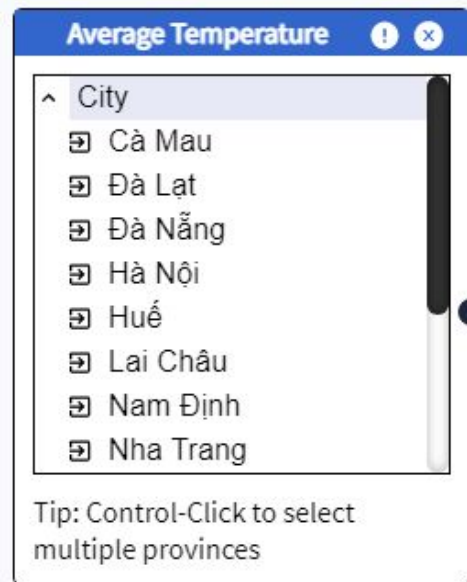 Average Temperature
City
Cà Mau
Đà Lạt
Đà Nẵng
Hà Nội
Huế
Lai Châu
Nam Định
Nha Trang
Tip: Control-Click to select
multiple provinces